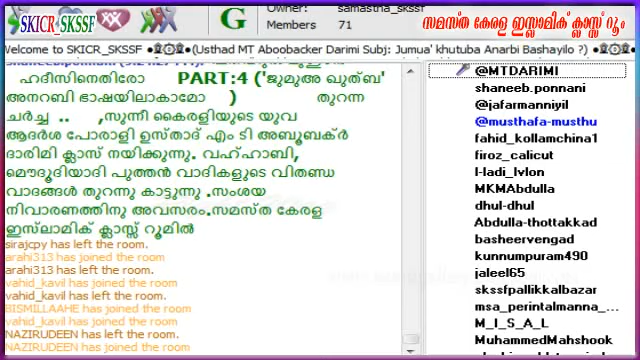 SKICR_SKSSF
G
Owner: samastha_skssf
Members 71
സമസ്ത കേരള ഇസ്ലാമിക് ക്ലാസ്സ് റൂം
Welcome to SKICR_SKSSF •๑۩۞۩๑•(Usthad MT Aboobacker Darimi Subj: Jumua' khutuba Anarbi Bashayilo ?) •๑۩۞۩
ഹദീസിനെതിരോ PART:4 ('ജുമുഅ ഖുത്ബ'
അനറബി ഭാഷയിലാകാമോ ) തുറന്ന
ചർച്ച .. ,സുന്നീ കൈരളിയുടെ യുവ
ആദർശ പോരാളി ഉസ്താദ് എം ടി അബൂബക്ർ
ദാരിമി ക്ലാസ് നയിക്കുന്നു. വഹ്ഹാബി,
മൌദൂദിയാദി പുത്തൻ വാദികളുടെ വിതണ്ഡ
വാദങ്ങൾ തുറന്നു കാട്ടുന്നു .സംശയ
നിവാരണത്തിനു അവസരം.സമസ്ത കേരള
ഇസ്ലാമിക് ക്ലാസ്സ് റൂമിൽ
sirajcpy has left the room.
arahi313 has joined the room
arahi313 has left the room.
vahid_kavil has joined the room
vahid_kavil has left the room.
BISMILLAAHE has joined the room
vahid_kavil has joined the room
NAZIRUDEEN has left the room.
NAZIRUDEEN has joined the room
@MTDARIMI
shaneeb.ponnani
@jafarmanniyil
@musthafa-musthu
fahid_kollamchina1
firoz_calicut
I-ladi_Ivlon
MKMAbdulla
dhul-dhul
Abdulla-thottakkad
basheervengad
kunnumpuram490
jaleel65
skssfpallikkalbazar
msa_perintalmanna_...
M_I_S_A_L
MuhammedMahshook